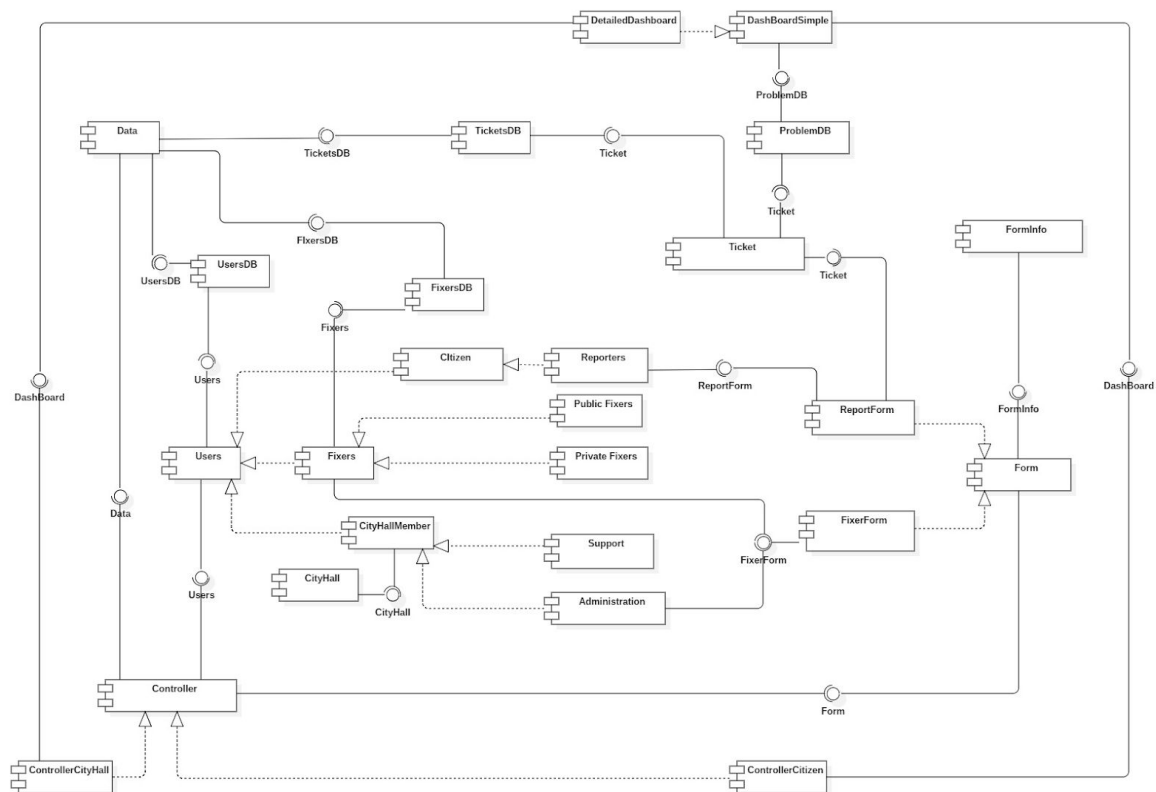 DetailedDashboard
DashBoardSimple
ProblemDB
Data
TicketsDB
ProblemDB
TicketsDB
Ticket
Ticket
FormInfo
FIxersDB
Ticket
UsersDB
UsersDB
Ticket
FixersDB
Fixers
CItizen
Reporters
Users
ReportForm
DashBoard
DashBoard
Public Fixers
FormInfo
ReportForm
Users
Fixers
Private Fixers
Form
Data
CityHallMember
FixerForm
Support
FixerForm
CityHall
Users
Administration
CityHall
Controller
Form
ControllerCityHall
ControllerCitizen